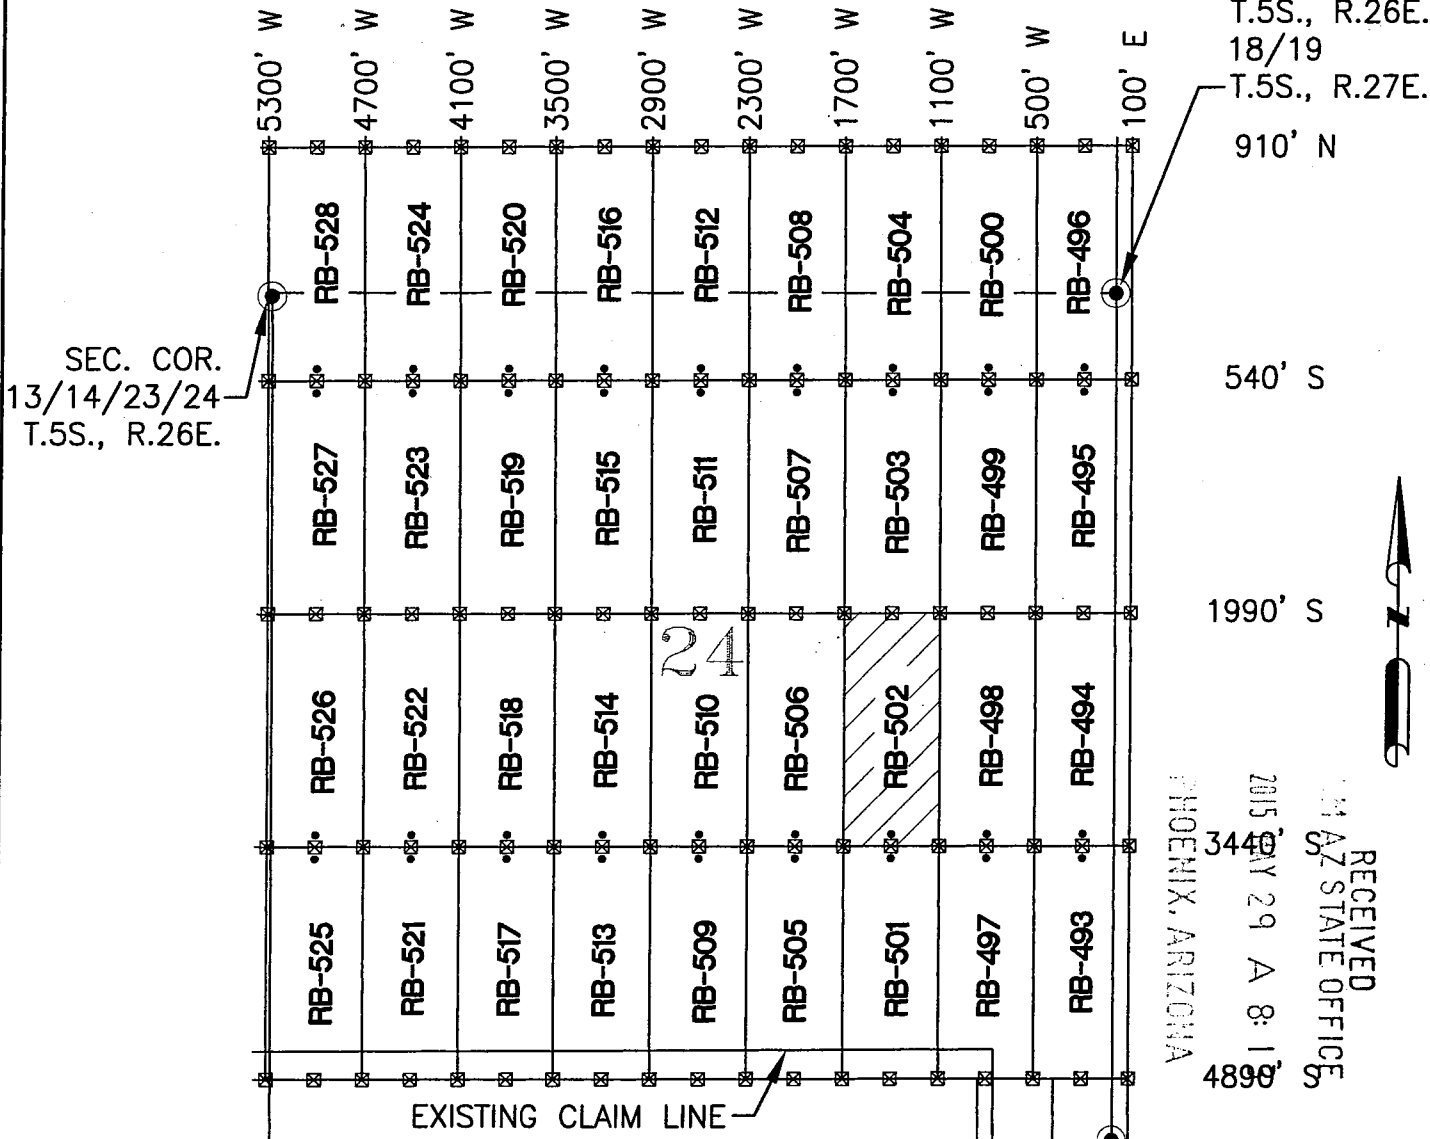 5300' W
4700' W
4100' W
3500' W
2900' W
2300' W
1700' W
1100' W
500' W
100' E
T.5S., R.26E.
18/19
T.5S., R.27E.
910' N
RB-528
RB-524
RB-520
RB-516
RB-512
RB-508
RB-504
RB-500
RB-496
SEC. COR.
13/14/23/24
T.5S., R.26E.
540' S
RB-527
RB-523
RB-519
RB-515
RB-511
RB-507
RB-503
RB-499
RB-495
1990' S
24
N
RB-526
RB-522
RB-518
RB-514
RB-510
RB-506
RB-502
RB-498
RB-494
3440' S
RECEIVED
AZ STATE OFFICE
2015 MAY 29 A 8:1
PHOENIX, ARIZONA
RB-525
RB-521
RB-517
RB-513
RB-509
RB-505
RB-501
RB-497
RB-493
4890' S
EXISTING CLAIM LINE